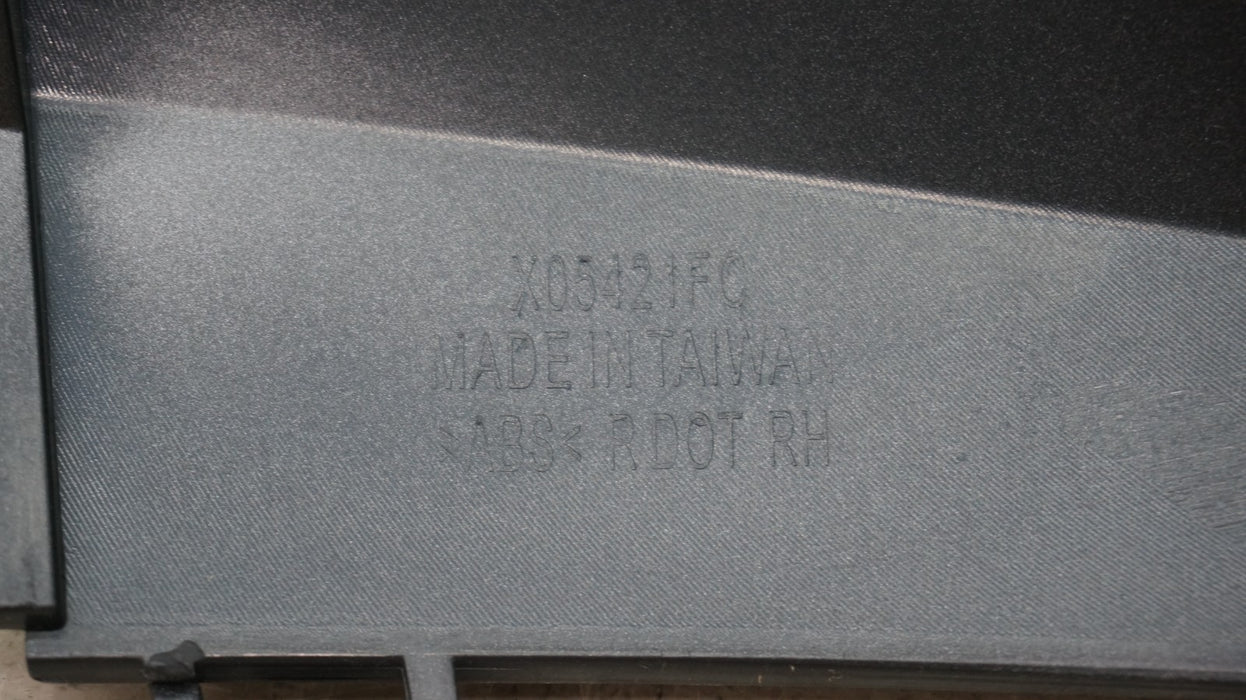 X05421FC
MADE IN TAIWAN
>ABS< R DOT RH